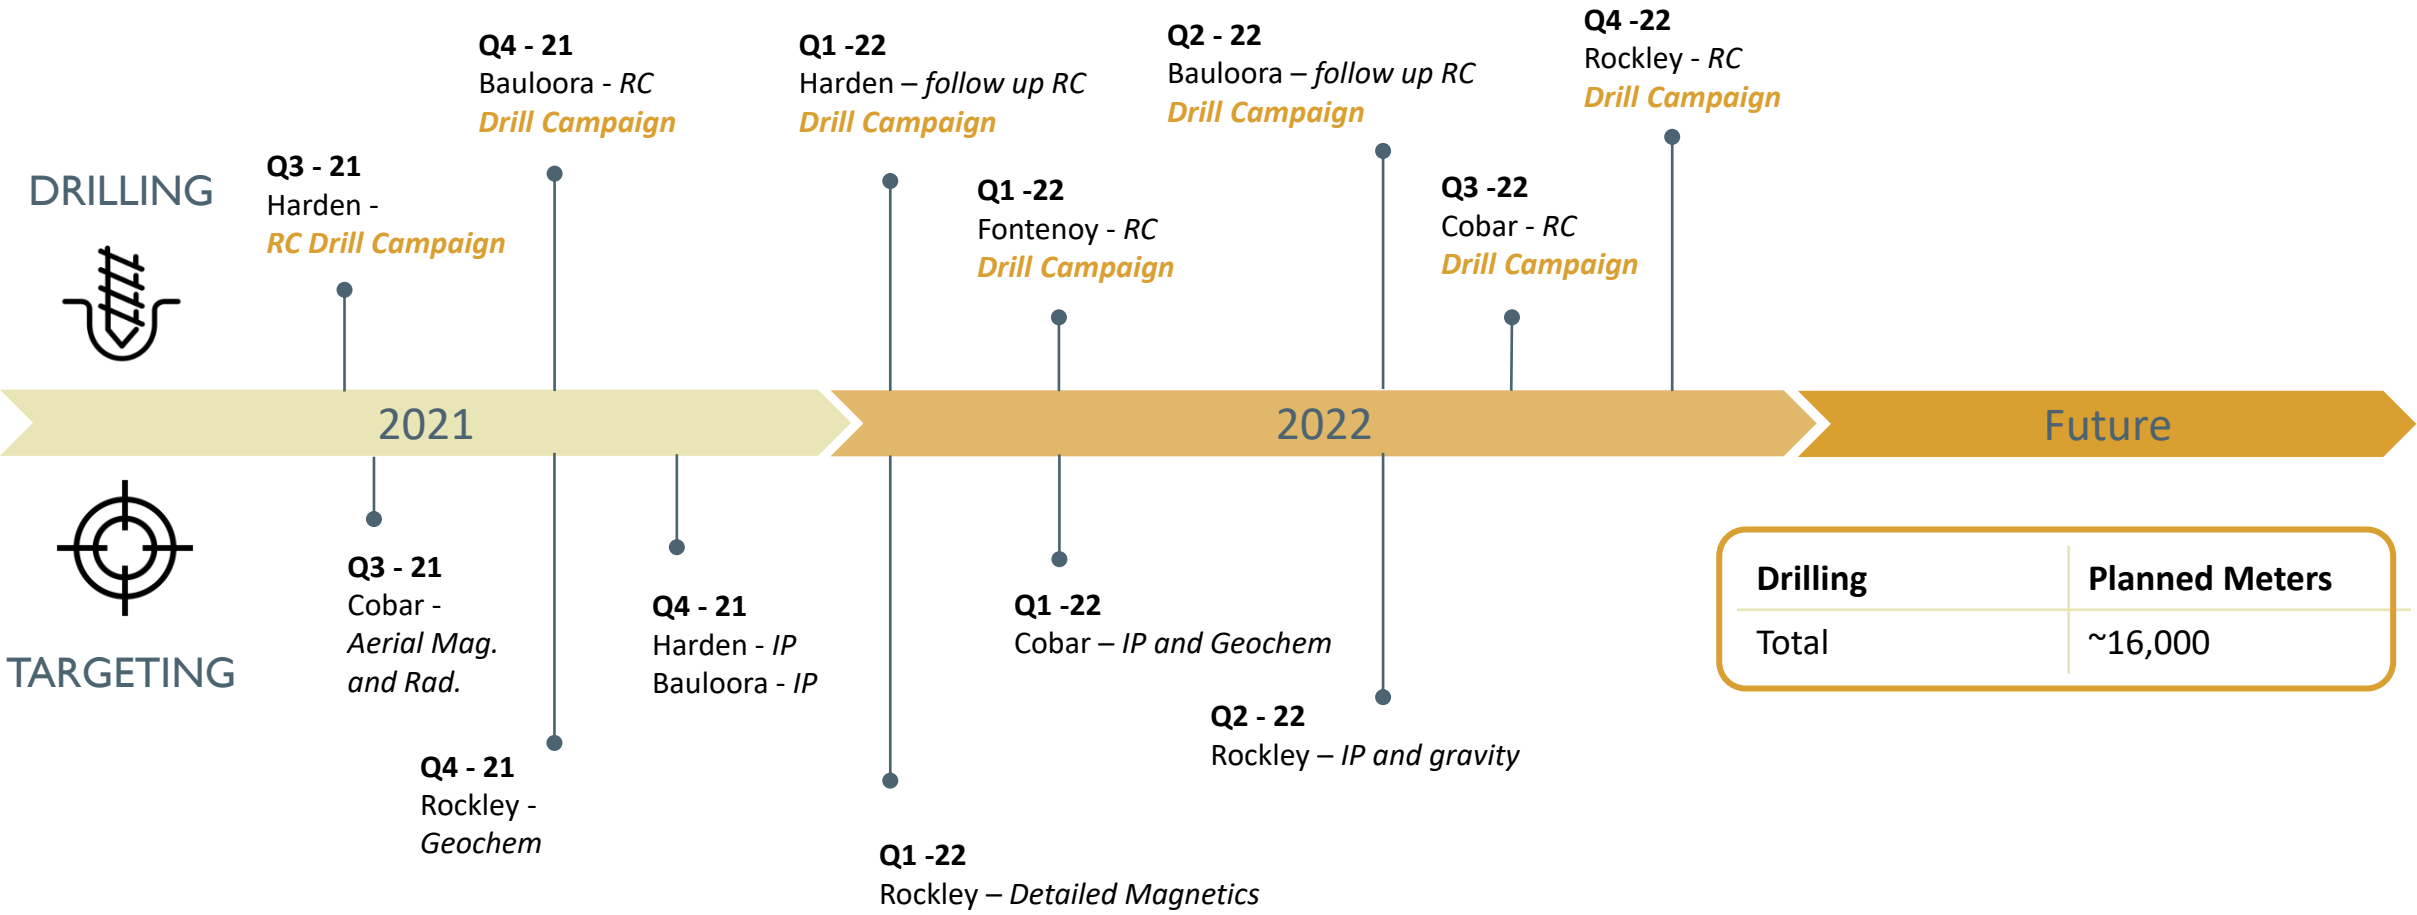 Q4 - 21
Bauloora - RC
Drill Campaign
Q1 -22
Harden – follow up RC
Drill Campaign
Q2 - 22
Bauloora – follow up RC
Drill Campaign
Q4 -22
Rockley - RC
Drill Campaign
DRILLING
Q3 - 21
Harden -
RC Drill Campaign
Q1 -22
Fontenoy - RC
Drill Campaign
Q3 -22
Cobar - RC
Drill Campaign
2021
2022
Future
TARGETING
Q3 - 21
Cobar -
Aerial Mag.
and Rad.
Q4 - 21
Rockley -
Geochem
Q4 - 21
Harden - IP
Bauloora - IP
Q1 -22
Rockley – Detailed Magnetics
Q1 -22
Cobar – IP and Geochem
Q2 - 22
Rockley – IP and gravity
Drilling Planned Meters
Total ~16,000